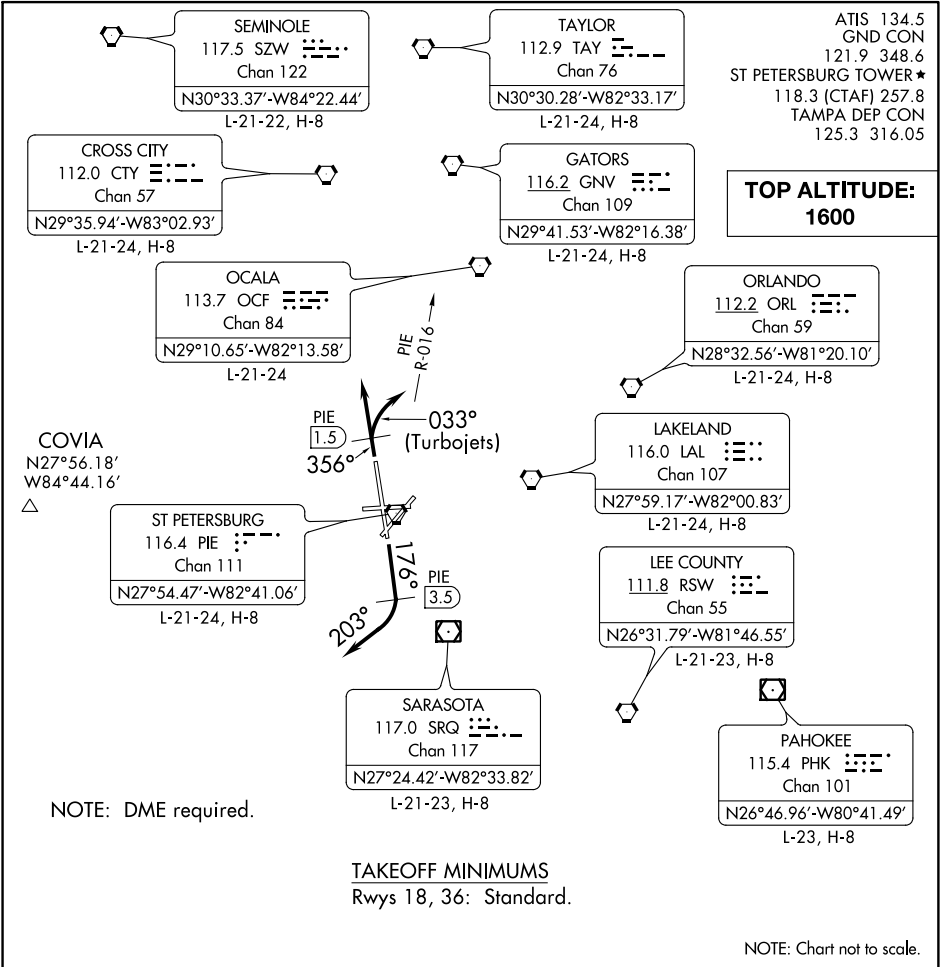 SEMINOLE
117.5 SZW
Chan 122
N30°33.37’-W84°22.44’
L-21-22, H-8
TAYLOR
112.9 TAY
Chan 76
N30°30.28’-W82°33.17’
L-21-24, H-8
ATIS 134.5
GND CON
121.9 348.6
ST PETERSBURG TOWER★
118.3 (CTAF) 257.8
TAMPA DEP CON
125.3 316.05
CROSS CITY
112.0 CTY
Chan 57
N29°35.94’-W83°02.93’
L-21-24, H-8
GATORS
116.2 GNV
Chan 109
N29°41.53’-W82°16.38’
L-21-24, H-8
TOP ALTITUDE:
1600
OCALA
113.7 OCF
Chan 84
N29°10.65’-W82°13.58’
L-21-24
ORLANDO
112.2 ORL
Chan 59
N28°32.56’-W81°20.10’
L-21-24, H-8
PIE
R-016
PIE
1.5
033°
(Turbojets)
356°
COVIA
N27°56.18’
W84°44.16’
LAKELAND
116.0 LAL
Chan 107
N27°59.17’-W82°00.83’
L-21-24, H-8
ST PETERSBURG
116.4 PIE
Chan 111
N27°54.47’-W82°41.06’
L-21-24, H-8
176°
PIE
3.5
203°
LEE COUNTY
111.8 RSW
Chan 55
N26°31.79’-W81°46.55’
L-21-23, H-8
SARASOTA
117.0 SRQ
Chan 117
N27°24.42’-W82°33.82’
L-21-23, H-8
PAHOKEE
115.4 PHK
Chan 101
N26°46.96’-W80°41.49’
L-23, H-8
NOTE: DME required.
TAKEOFF MINIMUMS
Rwys 18, 36: Standard.
NOTE: Chart not to scale.